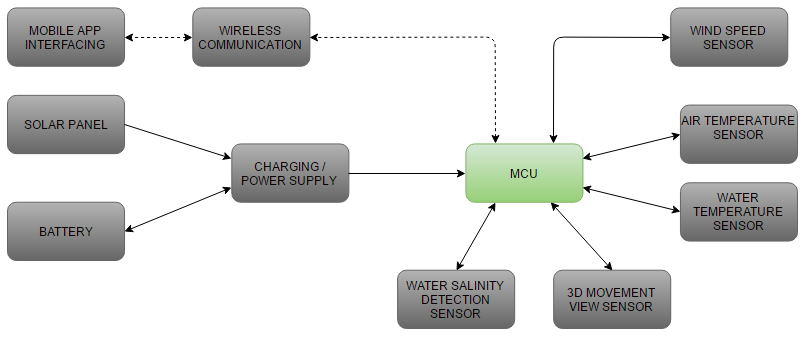 MOBILE APP
INTERFACING
WIRELESS
COMMUNICATION
WIND SPEED
SENSOR
SOLAR PANEL
AIR TEMPERATURE
SENSOR
CHARGING /
POWER SUPPLY
MCU
WATER
TEMPERATURE
SENSOR
BATTERY
WATER SALINITY
DETECTION
SENSOR
3D MOVEMENT
VIEW SENSOR